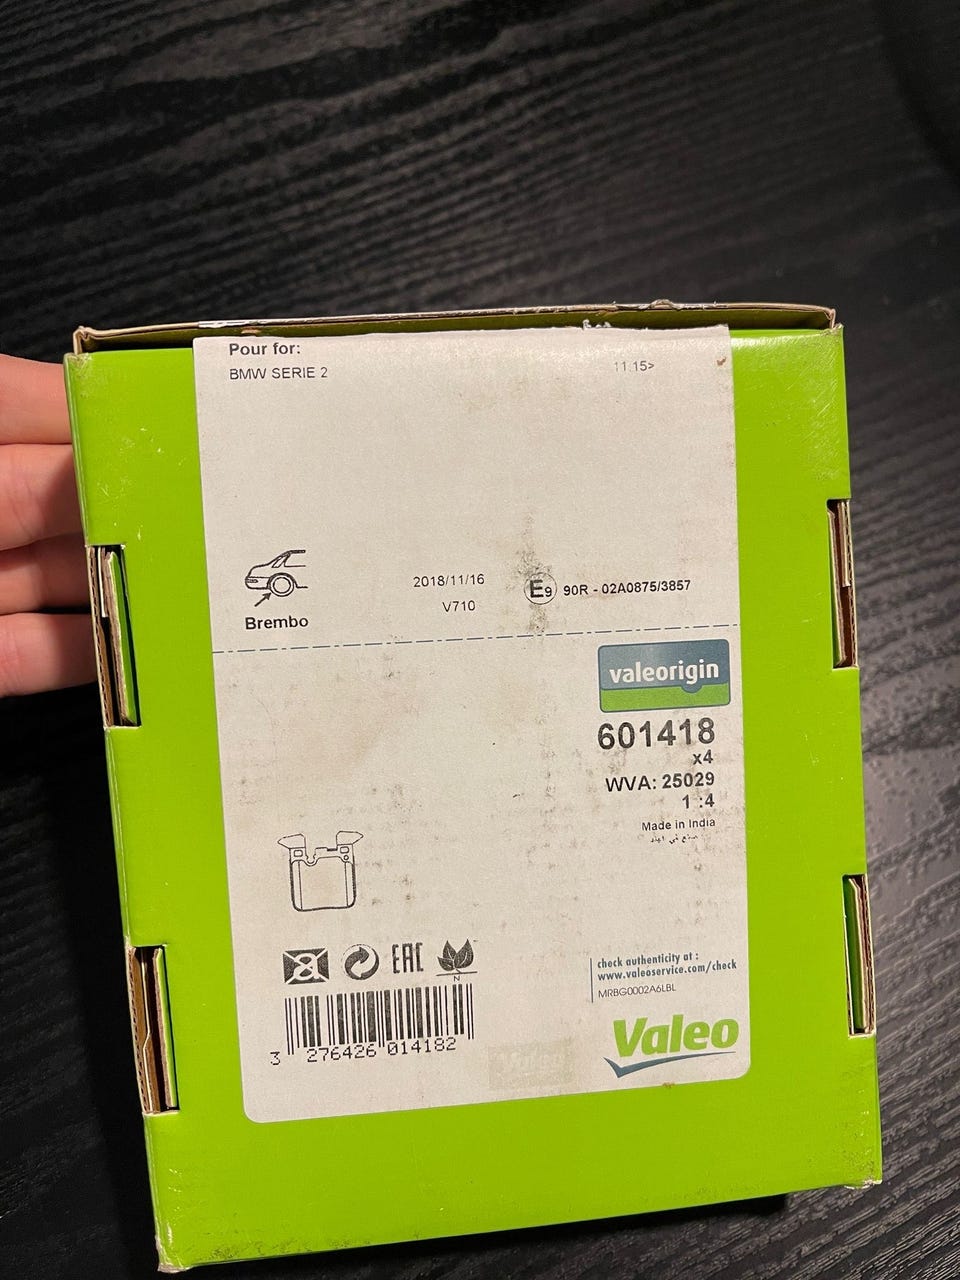 Pour for:
BMW SERIE 2 11.15>
2018/11/16
V710
E9 90R - 02A0875/3857
Brembo
valeorigin
601418
x4
WVA: 25029
1 :4
Made in India
a
EAC
N
check authenticity at :
www.valeoservice.com/check
MRBG0002A6LBL
3 276426 014182
Valeo